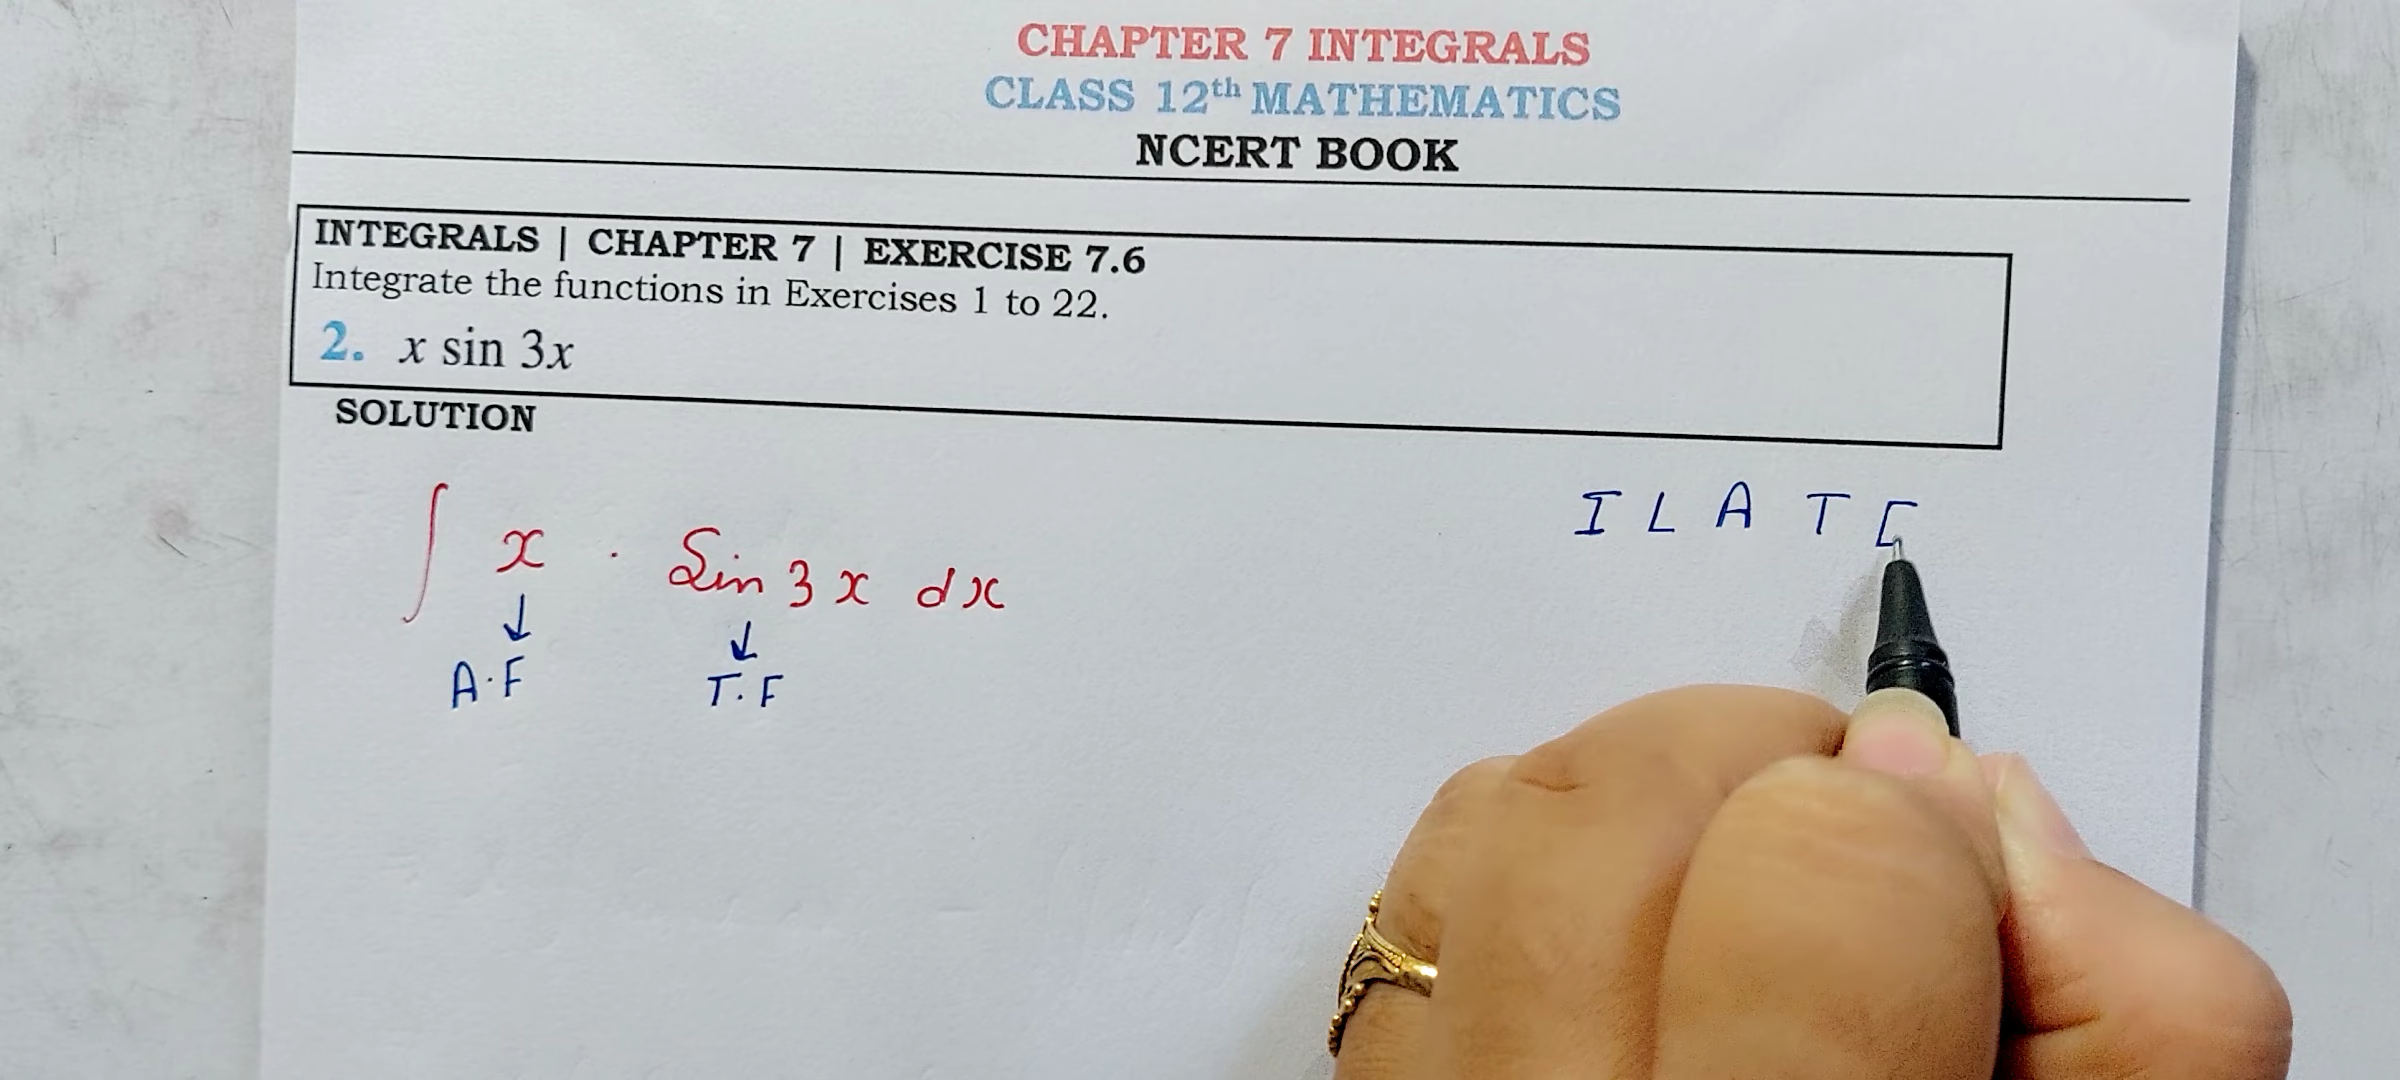 CHAPTER 7 INTEGRALS
CLASS 12th MATHEMATICS
NCERT BOOK
INTEGRALS | CHAPTER 7 | EXERCISE 7.6
Integrate the functions in Exercises 1 to 22.
2. x sin 3x
SOLUTION
I L A T E
∫ x · Sin 3x dx
↓ ↓
A·F T·F